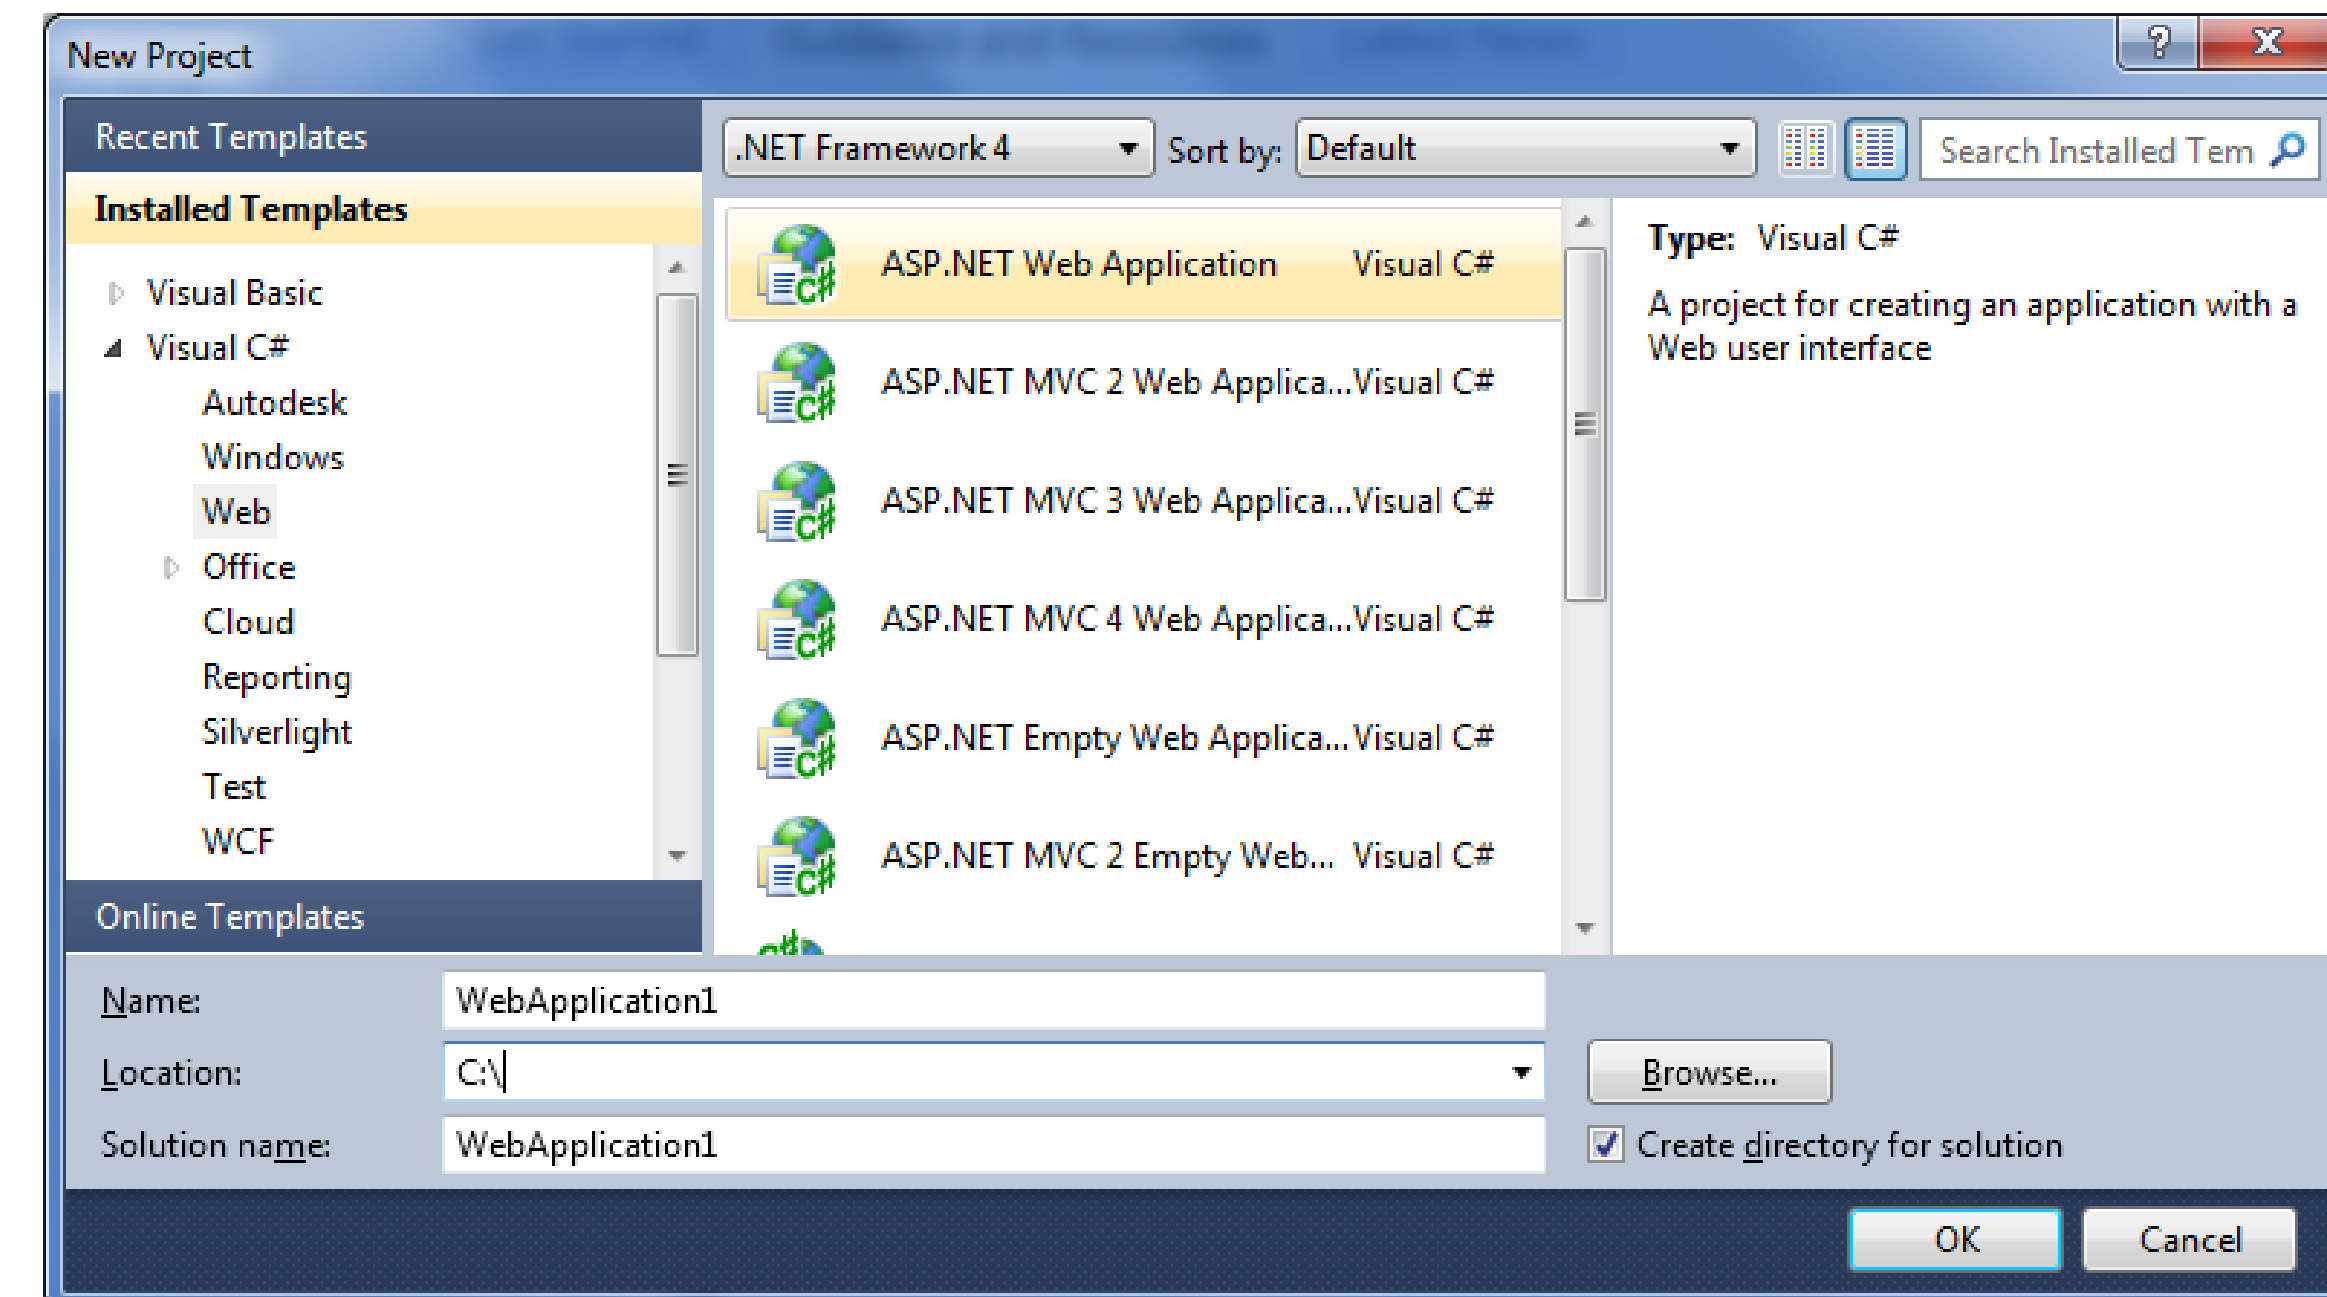 New Project
Recent Templates
Installed Templates
Visual Basic
Visual C#
Autodesk
Windows
Web
Office
Cloud
Reporting
Silverlight
Test
WCF
Online Templates
.NET Framework 4 Sort by: Default Search Installed Tem
ASP.NET Web Application Visual C#
ASP.NET MVC 2 Web Applica...Visual C#
ASP.NET MVC 3 Web Applica...Visual C#
ASP.NET MVC 4 Web Applica...Visual C#
ASP.NET Empty Web Applica...Visual C#
ASP.NET MVC 2 Empty Web... Visual C#
Type: Visual C#
A project for creating an application with a
Web user interface
Name: WebApplication1
Location: C:\ Browse...
Solution name: WebApplication1 Create directory for solution
OK Cancel